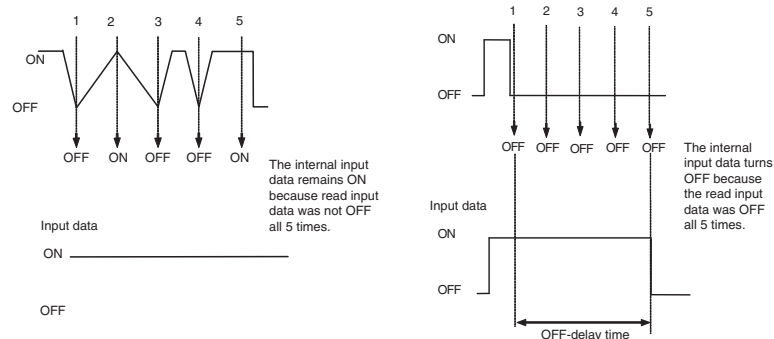 1 2 3 4 5
ON
OFF
OFF ON OFF OFF ON
The internal input
data remains ON
because read input
data was not OFF
all 5 times.
Input data
ON
OFF
1 2 3 4 5
ON
OFF
OFF OFF OFF OFF OFF
The internal
input data turns
OFF because
the read input
data was OFF
all 5 times.
Input data
ON
OFF
OFF-delay time